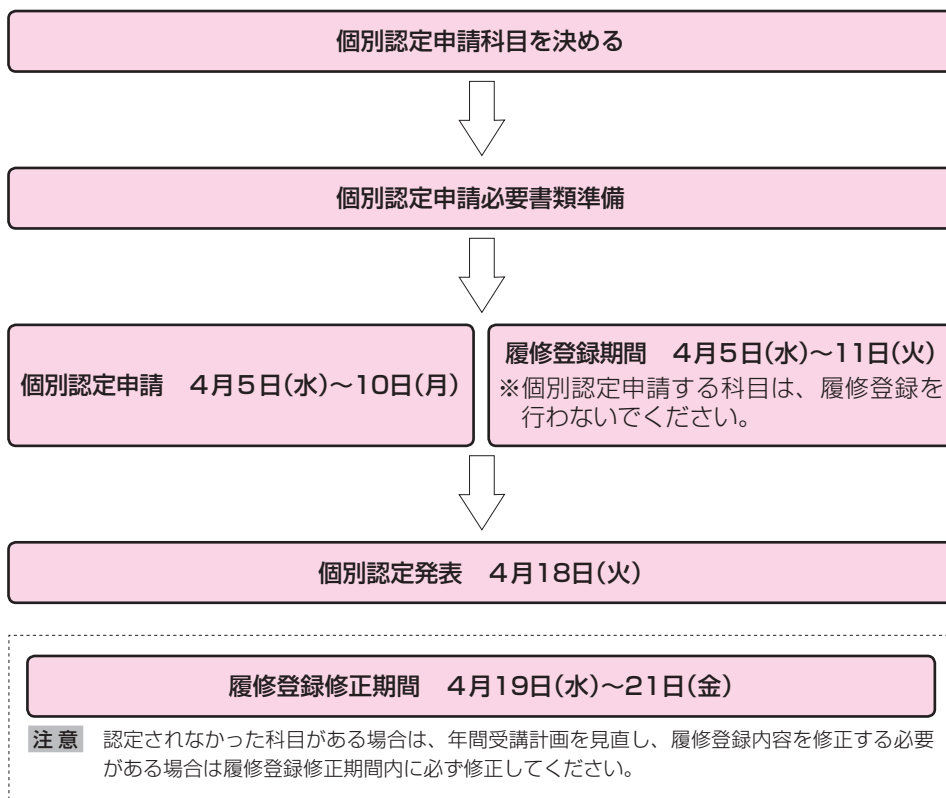 個別認定申請科目を決める
個別認定申請必要書類準備
個別認定申請　4月5日(水)～10日(月)
履修登録期間　4月5日(水)～11日(火)
※個別認定申請する科目は、履修登録を
行わないでください。
個別認定発表　4月18日(火)
履修登録修正期間　4月19日(水)～21日(金)
注意　認定されなかった科目がある場合は、年間受講計画を見直し、履修登録内容を修正する必要
がある場合は履修登録修正期間内に必ず修正してください。